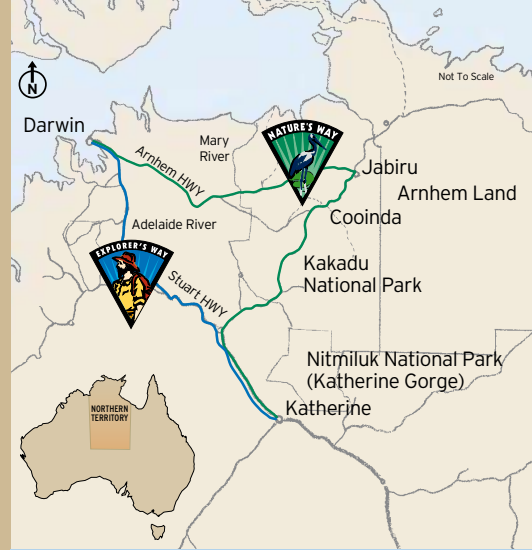 Not To Scale
N
Darwin
Mary
River
NATURE'S WAY
Arnhem HWY
Jabiru
Arnhem Land
Cooinda
Adelaide River
EXPLORER'S WAY
Stuart HWY
Kakadu
National Park
Nitmiluk National Park
(Katherine Gorge)
Katherine
NORTHERN
TERRITORY